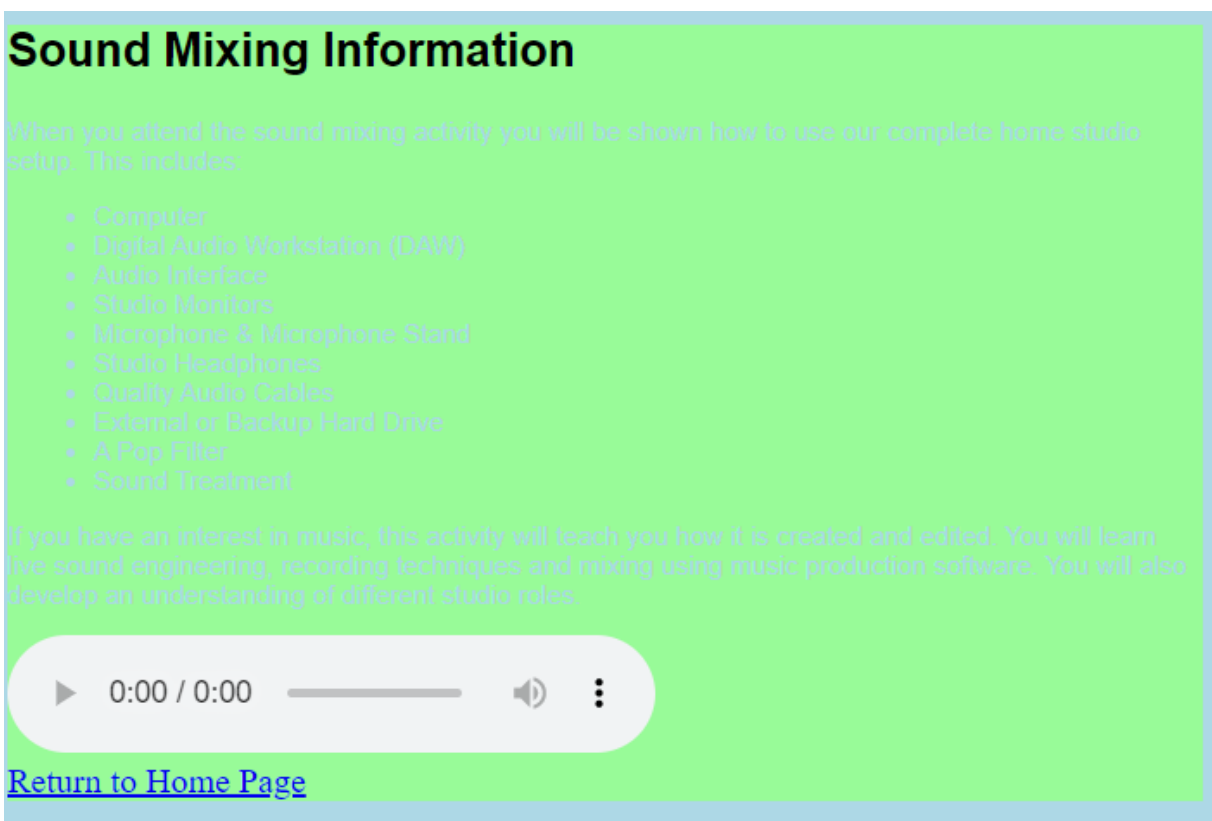 Sound Mixing Information
When you attend the sound mixing activity you will be shown how to use our complete home studio
setup. This includes:
• Computer
• Digital Audio Workstation (DAW)
• Audio Interface
• Studio Monitors
• Microphone & Microphone Stand
• Studio Headphones
• Quality Audio Cables
• External or Backup Hard Drive
• A Pop Filter
• Sound Treatment
If you have an interest in music, this activity will teach you how it is created and edited. You will learn
live sound engineering, recording techniques and mixing using music production software. You will also
develop an understanding of different studio roles.
0:00 / 0:00
Return to Home Page